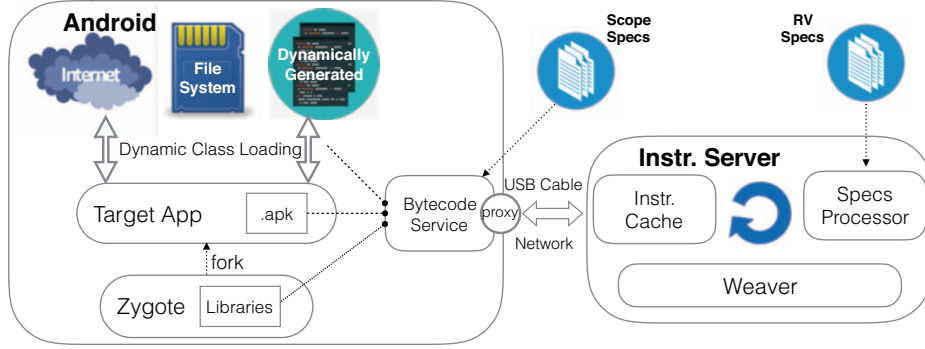 Android
Internet
File
System
Dynamically
Generated
Scope
Specs
RV
Specs
Dynamic Class Loading
Target App
.apk
fork
Zygote
Libraries
Bytecode
Service
proxy
USB Cable
Network
Instr. Server
Instr.
Cache
Specs
Processor
Weaver